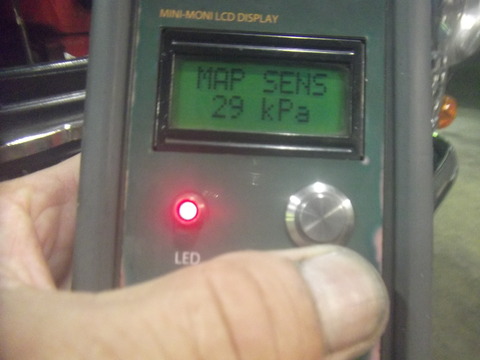 MINI-MONI LCD DISPLAY
MAP SENS
29 kPa
LED